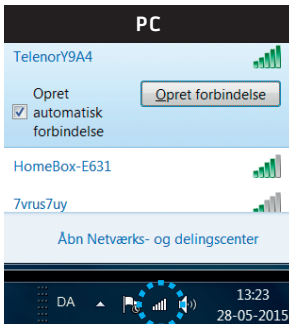 PC
TelenorY9A4
Opret
automatisk
forbindelse
Opret forbindelse
HomeBox-E631
7vrus7uy
Åbn Netværks- og delingscenter
DA
13:23
28-05-2015